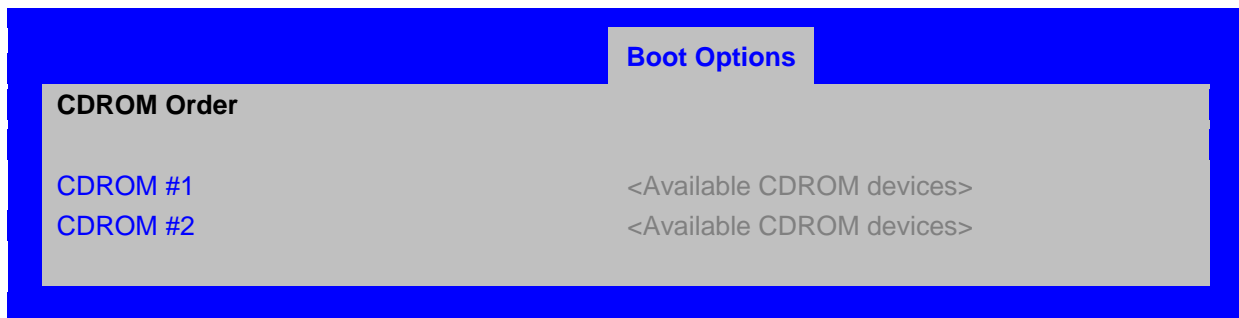 Boot Options
CDROM Order
CDROM #1 <Available CDROM devices>
CDROM #2 <Available CDROM devices>